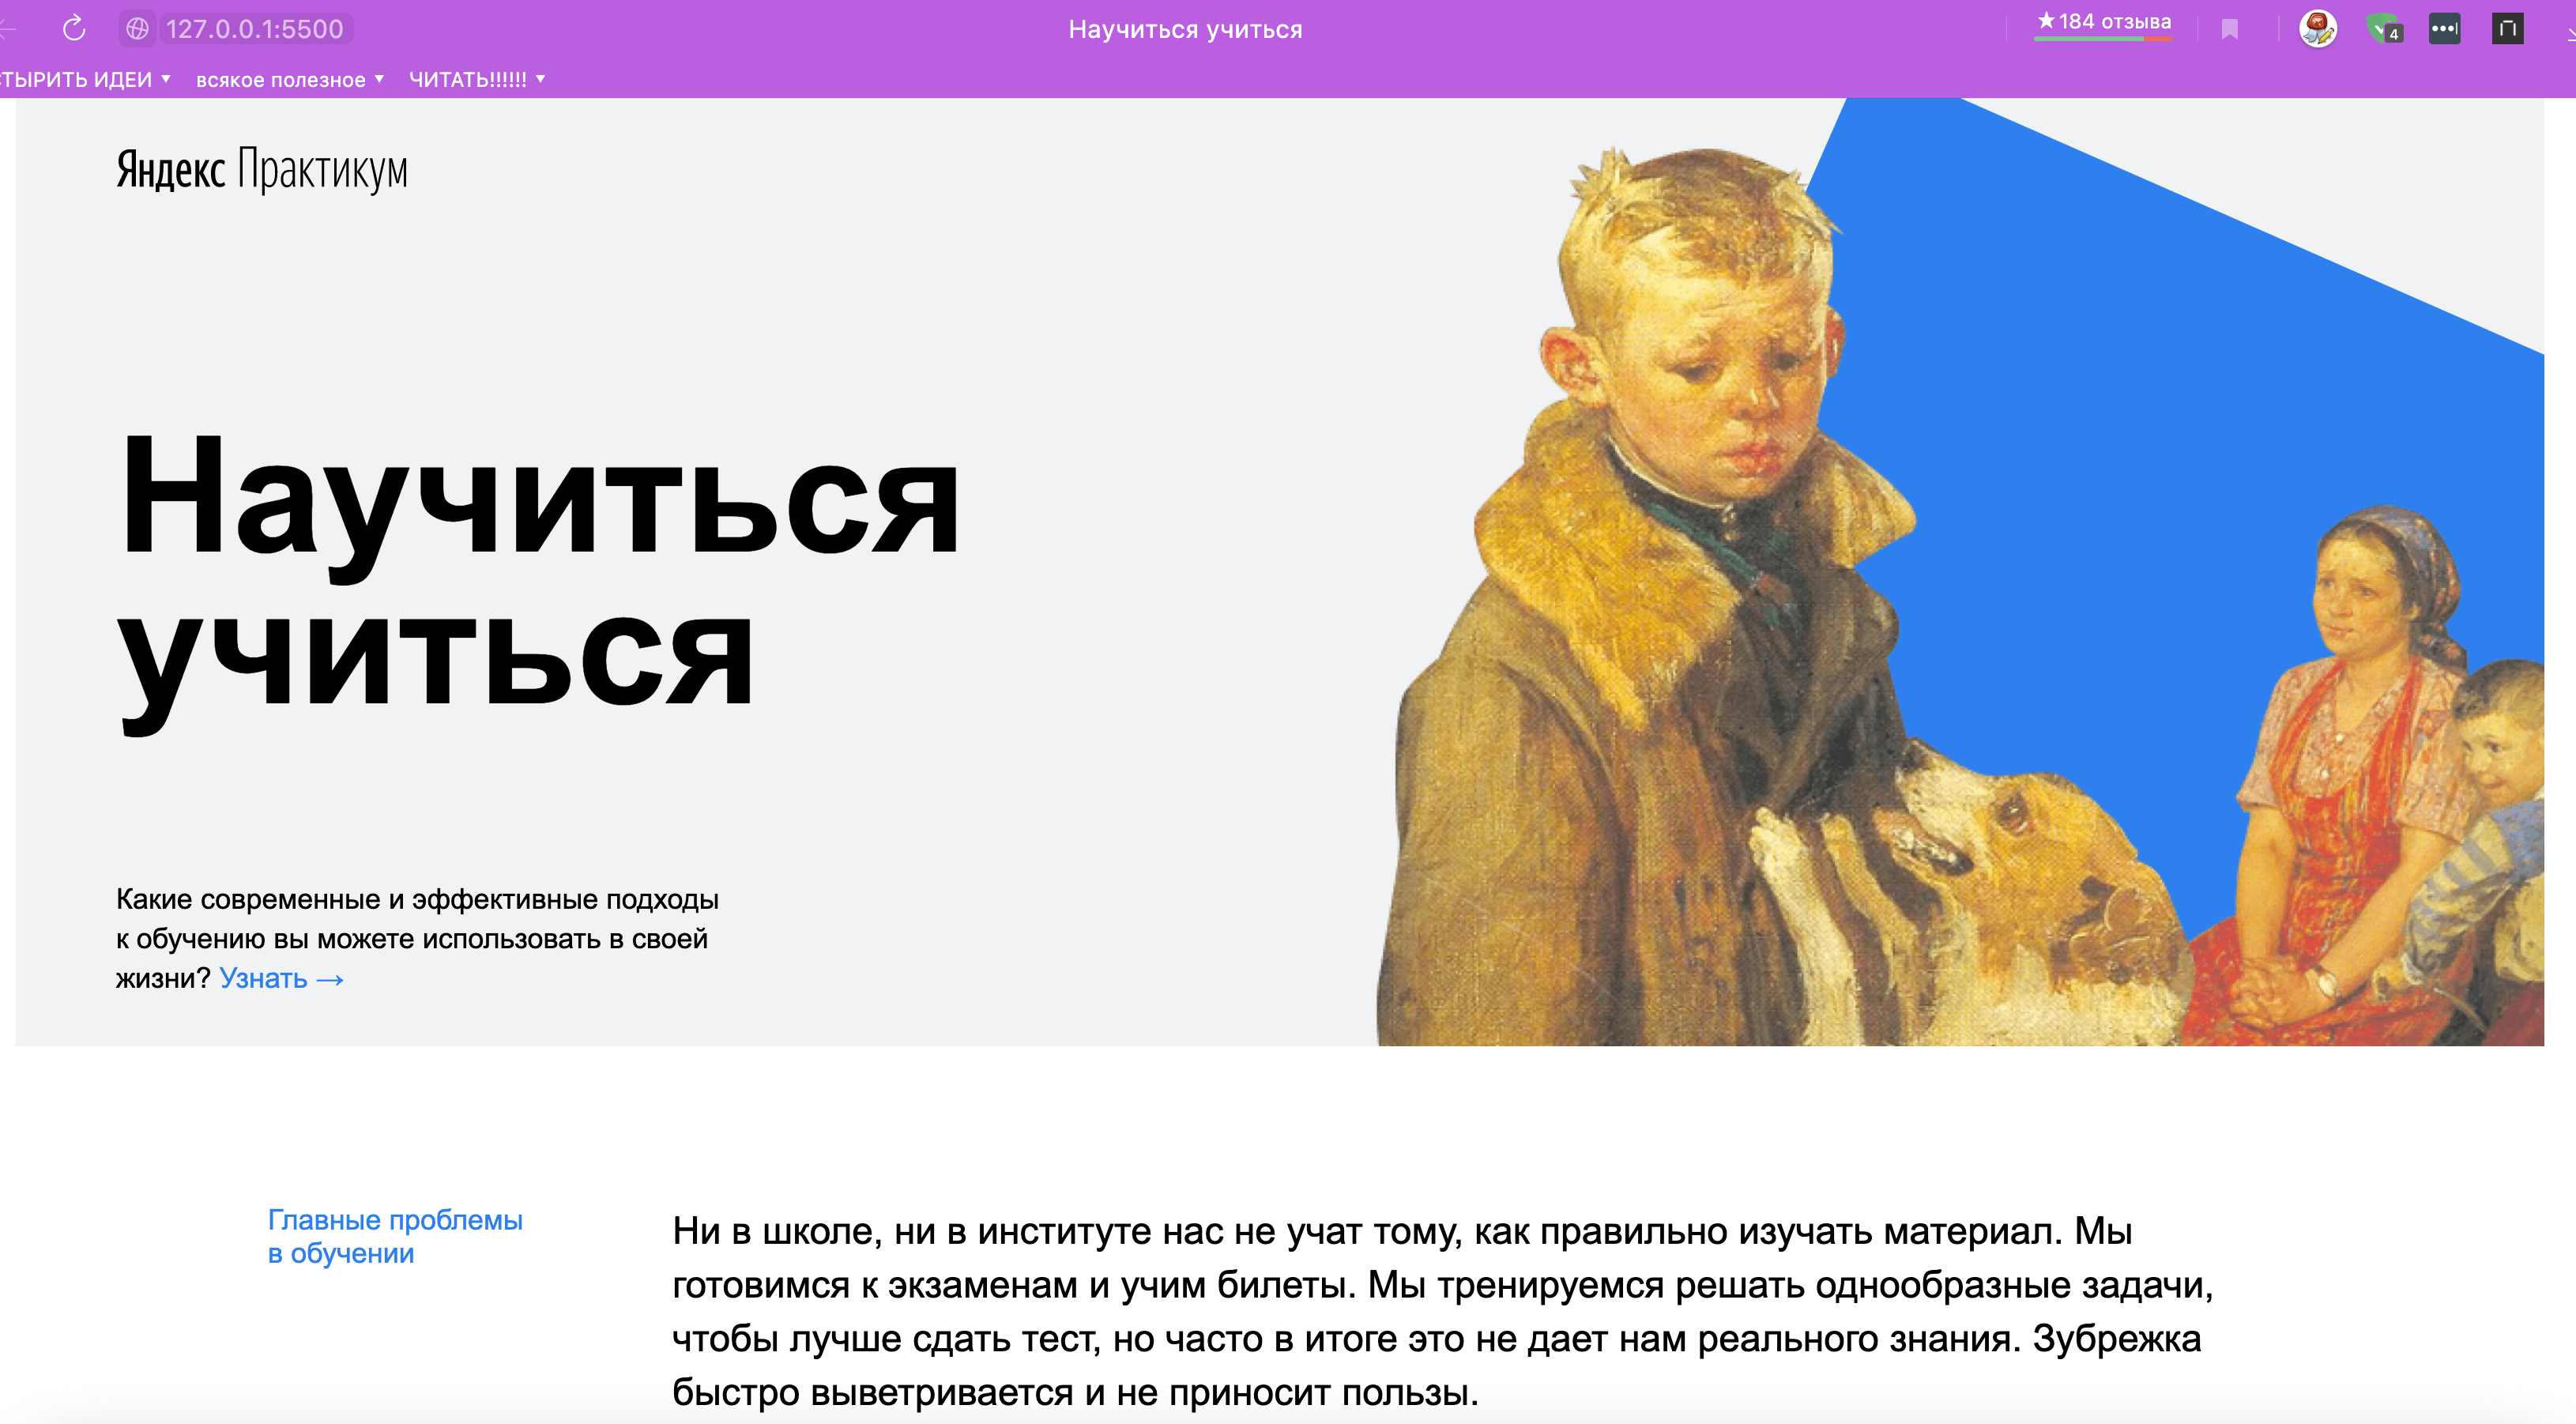 127.0.0.1:5500
Научиться учиться
★184 отзыва
4
ТЫРИТЬ ИДЕИ ▼ всякое полезное ▼ ЧИТАТЬ!!!!!! ▼
Яндекс Практикум
Научиться
учиться
Какие современные и эффективные подходы
к обучению вы можете использовать в своей
жизни? Узнать →
Главные проблемы
в обучении
Ни в школе, ни в институте нас не учат тому, как правильно изучать материал. Мы
готовимся к экзаменам и учим билеты. Мы тренируемся решать однообразные задачи,
чтобы лучше сдать тест, но часто в итоге это не дает нам реального знания. Зубрежка
быстро выветривается и не приносит пользы.